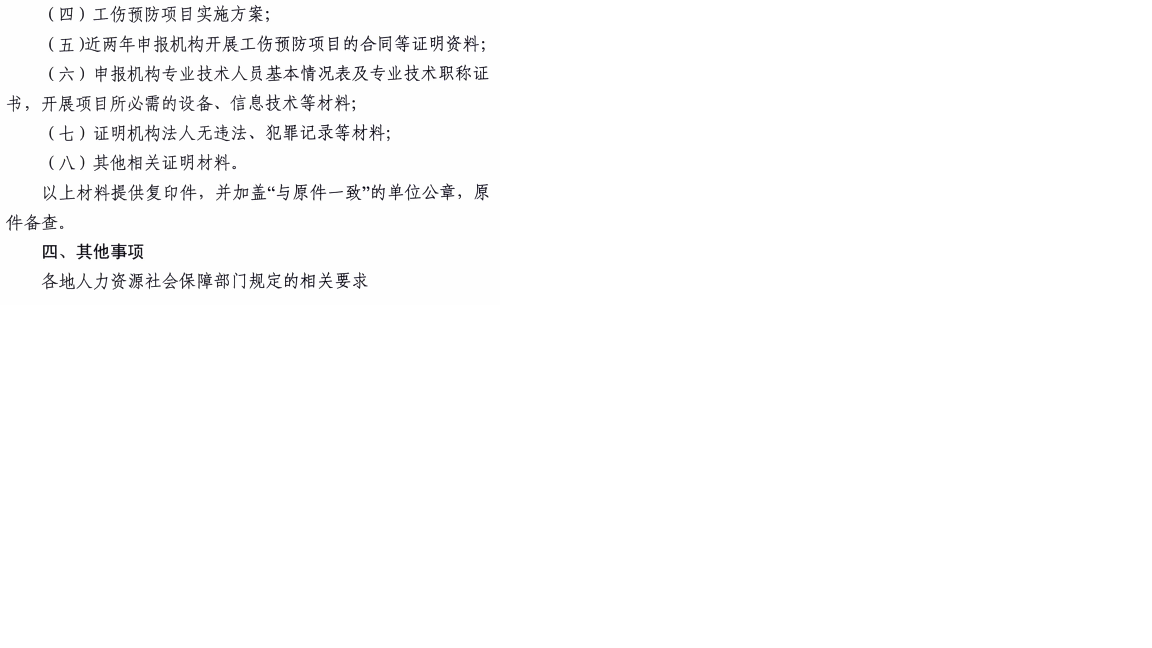 （四）工伤预防项目实施方案；
（五）近两年申报机构开展工伤预防项目的合同等证明资料；
（六）申报机构专业技术人员基本情况表及专业技术职称证
书，开展项目所必需的设备、信息技术等材料；
（七）证明机构法人无违法、犯罪记录等材料；
（八）其他相关证明材料。
以上材料提供复印件，并加盖“与原件一致”的单位公章，原
件备查。
四、其他事项
各地人力资源社会保障部门规定的相关要求